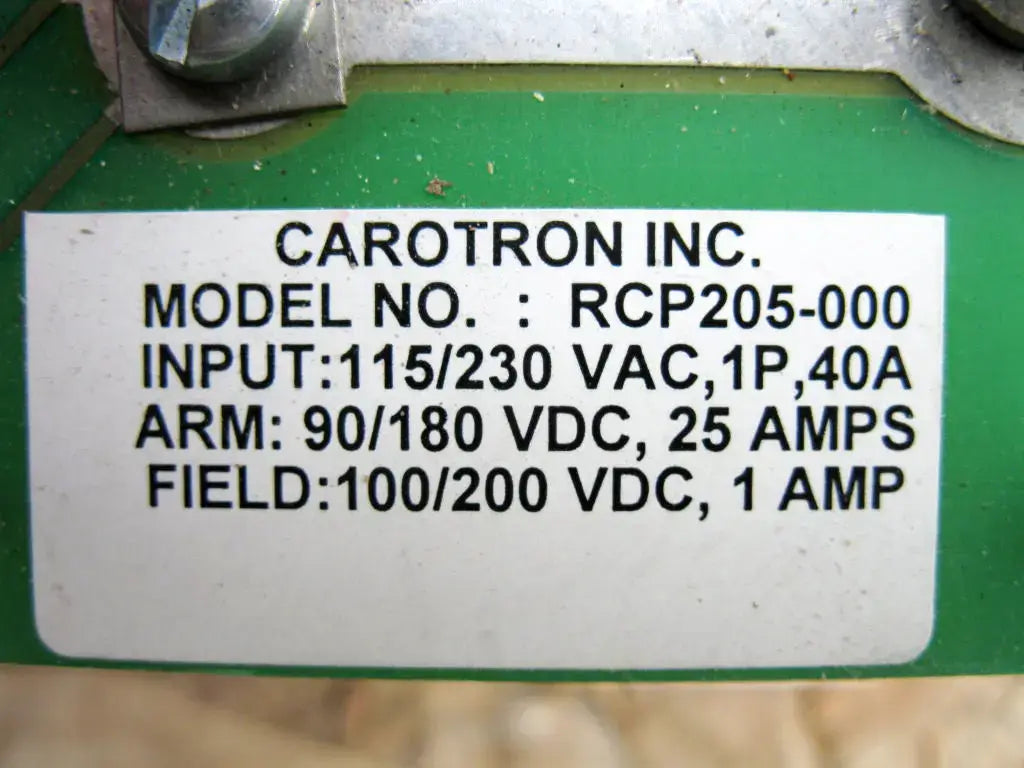 CAROTRON INC.
MODEL NO. : RCP205-000
INPUT:115/230 VAC,1P,40A
ARM: 90/180 VDC, 25 AMPS
FIELD:100/200 VDC, 1 AMP